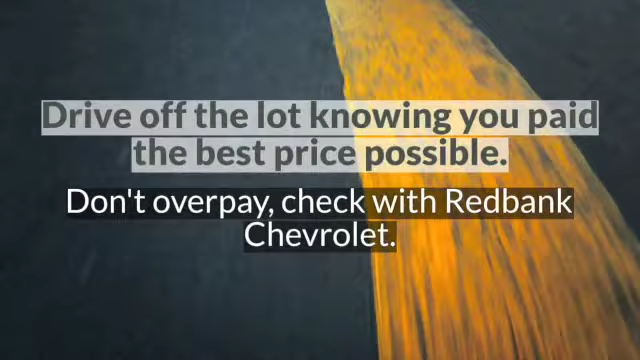 Drive off the lot knowing you paid
the best price possible.
Don't overpay, check with Redbank
Chevrolet.